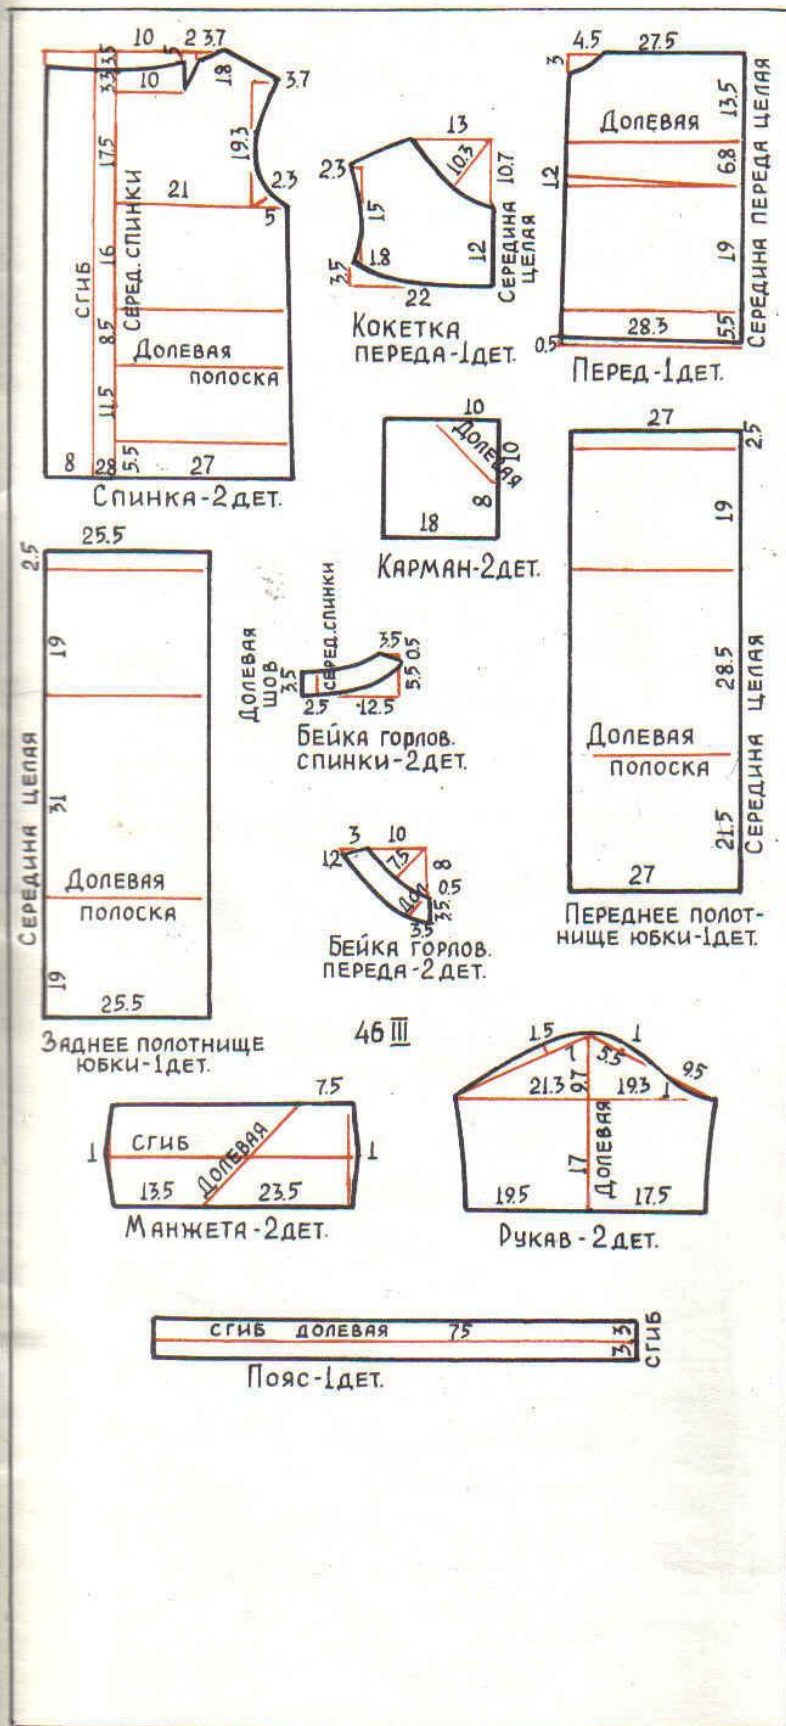 10 2 3.7
3.5
5
3.3
10
1.8
3.7
17.5
19.3
21
2.3
5
СГИБ
СЕРЕД. СПИНКИ
16
8.5
ДОЛЕВАЯ
ПОЛОСКА
11.5
5.5
8 28 27
СПИНКА-2ДЕТ.
13
2.3
10.3
10.7
15
1.8
12
3.5
22
СЕРЕДИНА
ЦЕЛАЯ
КОКЕТКА
ПЕРЕДА-1ДЕТ.
4.5 27.5
3
13.5
ДОЛЕВАЯ
6.8
12
19
28.3
5.5
0.5
СЕРЕДИНА ПЕРЕДА ЦЕЛАЯ
ПЕРЕД-1ДЕТ.
10
ДОЛЕВАЯ
10
8
18
КАРМАН-2ДЕТ.
27
2.5
19
28.5
ДОЛЕВАЯ
ПОЛОСКА
21.5
27
СЕРЕДИНА ЦЕЛАЯ
ПЕРЕДНЕЕ ПОЛОТ-
НИЩЕ ЮБКИ-1ДЕТ.
25.5
2.5
19
31
ДОЛЕВАЯ
ПОЛОСКА
19
25.5
СЕРЕДИНА ЦЕЛАЯ
ЗАДНЕЕ ПОЛОТНИЩЕ
ЮБКИ-1ДЕТ.
ДОЛЕВАЯ
ШОВ
СЕРЕД.СПИНКИ
3.5
3.5 0.5
5.5
2.5 12.5
БЕЙКА ГОРЛОВ.
СПИНКИ-2ДЕТ.
3 10
1.2
7.5
8
0.5
ДОЛ
3.5
3.5
БЕЙКА ГОРЛОВ.
ПЕРЕДА-2ДЕТ.
46 III
7.5
1 СГИБ ДОЛЕВАЯ 1
13.5 23.5
МАНЖЕТА-2ДЕТ.
1.5 1
7 5.5
9.5
21.3 9.7 19.3 1
17
ДОЛЕВАЯ
19.5 17.5
РУКАВ-2ДЕТ.
СГИБ ДОЛЕВАЯ 75
3.3
СГИБ
ПОЯС-1ДЕТ.